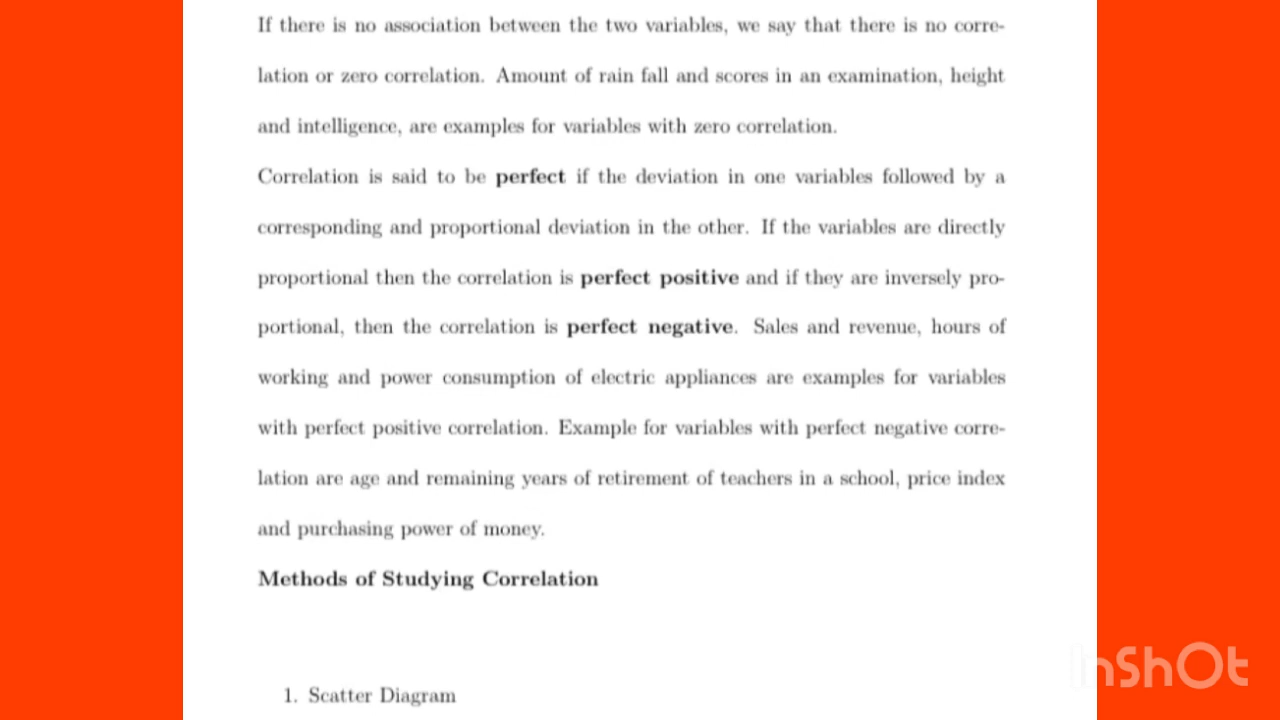 If there is no association between the two variables, we say that there is no corre-
lation or zero correlation. Amount of rain fall and scores in an examination, height
and intelligence, are examples for variables with zero correlation.
Correlation is said to be perfect if the deviation in one variables followed by a
corresponding and proportional deviation in the other. If the variables are directly
proportional then the correlation is perfect positive and if they are inversely pro-
portional, then the correlation is perfect negative. Sales and revenue, hours of
working and power consumption of electric appliances are examples for variables
with perfect positive correlation. Example for variables with perfect negative corre-
lation are age and remaining years of retirement of teachers in a school, price index
and purchasing power of money.
Methods of Studying Correlation
1. Scatter Diagram
InShOt